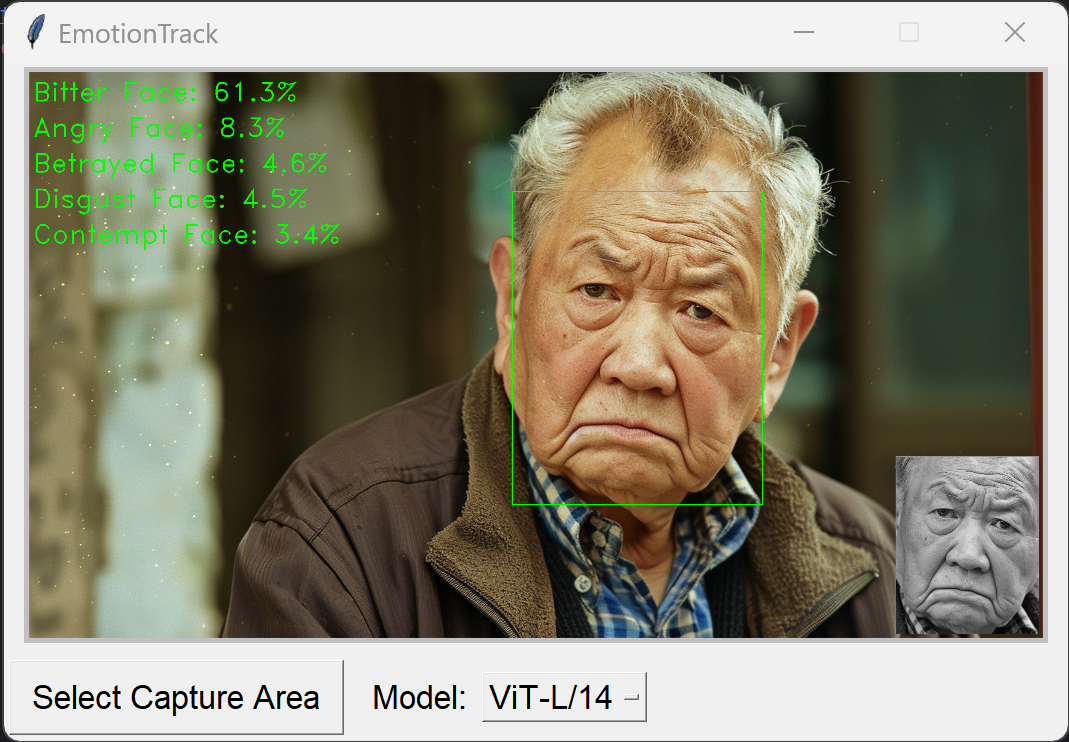 EmotionTrack
Bitter Face: 61.3%
Angry Face: 8.3%
Betrayed Face: 4.6%
Disgust Face: 4.5%
Contempt Face: 3.4%
Select Capture Area Model: ViT-L/14